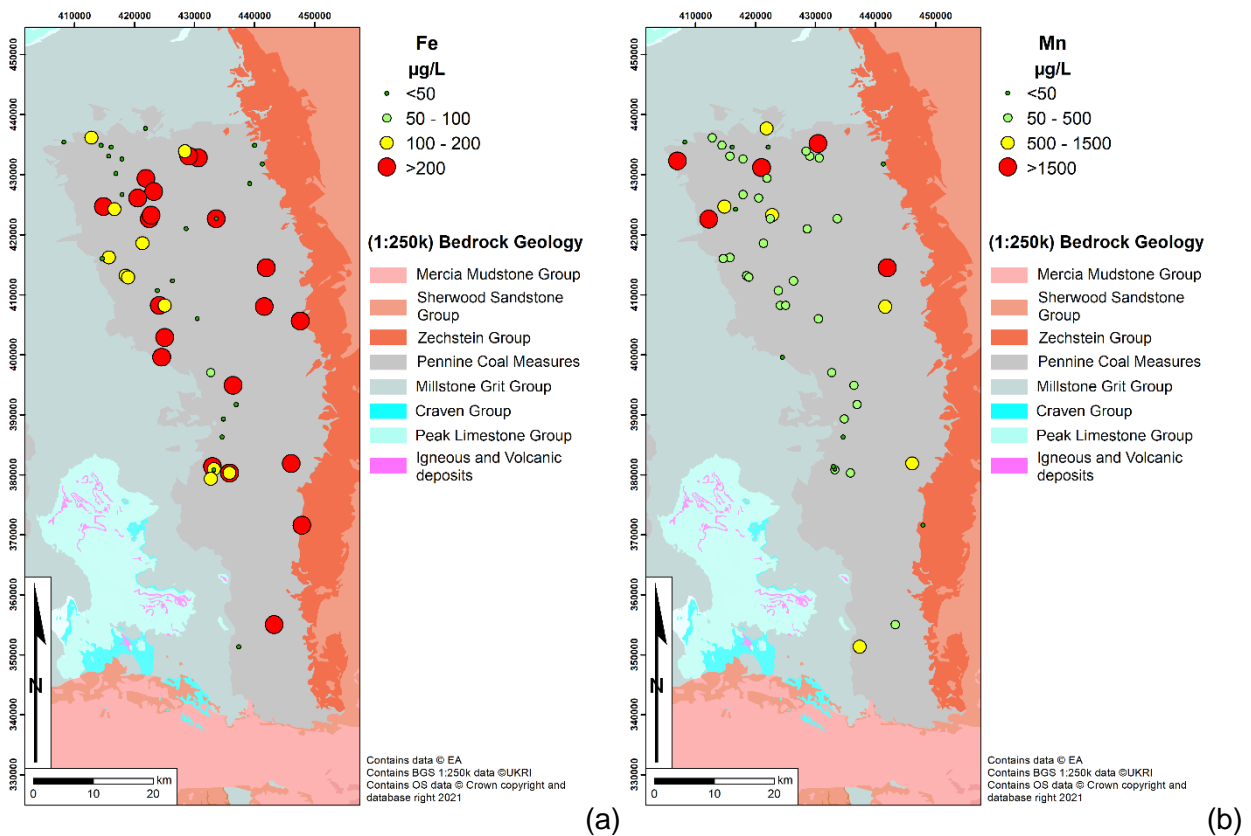 410000 420000 430000 440000 450000
450000
440000
430000
420000
410000
400000
390000
380000
370000
360000
350000
340000
330000
N
0 10 20 km
Fe
µg/L
<50
50 - 100
100 - 200
>200
(1:250k) Bedrock Geology
Mercia Mudstone Group
Sherwood Sandstone
Group
Zechstein Group
Pennine Coal Measures
Millstone Grit Group
Craven Group
Peak Limestone Group
Igneous and Volcanic
deposits
Contains data © EA
Contains BGS 1:250k data ©UKRI
Contains OS data © Crown copyright and
database right 2021
(a)
410000 420000 430000 440000 450000
450000
440000
430000
420000
410000
400000
390000
380000
370000
360000
350000
340000
330000
N
0 10 20 km
Mn
µg/L
<50
50 - 500
500 - 1500
>1500
(1:250k) Bedrock Geology
Mercia Mudstone Group
Sherwood Sandstone
Group
Zechstein Group
Pennine Coal Measures
Millstone Grit Group
Craven Group
Peak Limestone Group
Igneous and Volcanic
deposits
Contains data © EA
Contains BGS 1:250k data ©UKRI
Contains OS data © Crown copyright and
database right 2021
(b)